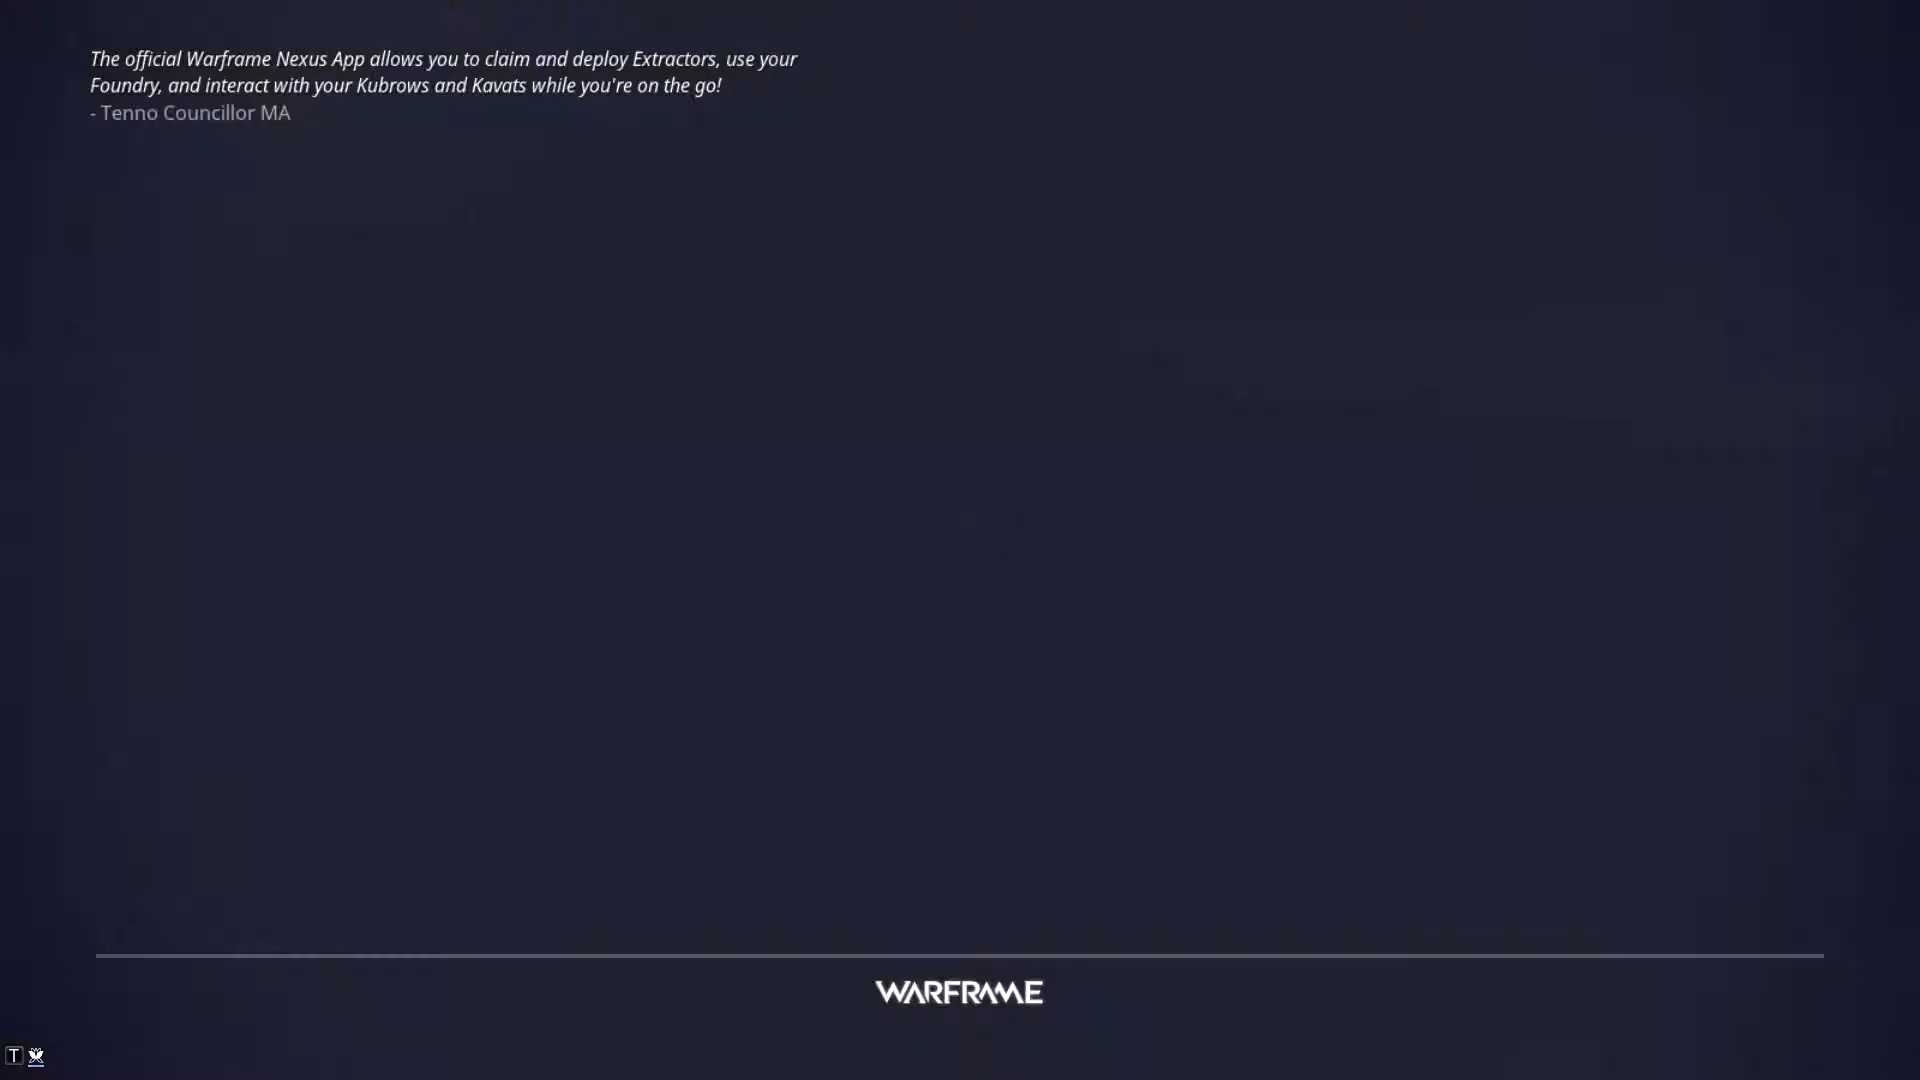 The official Warframe Nexus App allows you to claim and deploy Extractors, use your
Foundry, and interact with your Kubrows and Kavats while you're on the go!
- Tenno Councillor MA
WARFRAME
T